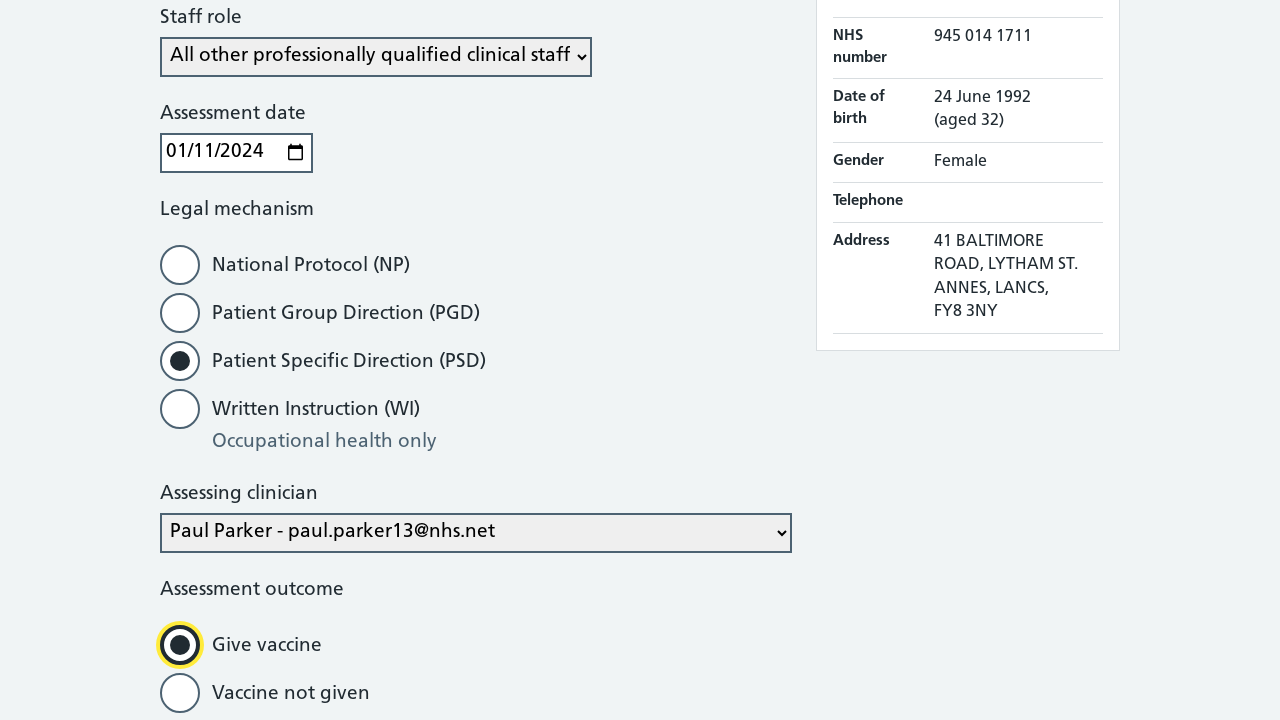 Staff role
All other professionally qualified clinical staff
Assessment date
01/11/2024
Legal mechanism
National Protocol (NP)
Patient Group Direction (PGD)
Patient Specific Direction (PSD)
Written Instruction (WI)
Occupational health only
Assessing clinician
Paul Parker - paul.parker13@nhs.net
Assessment outcome
Give vaccine
Vaccine not given
NHS number
945 014 1711
Date of birth
24 June 1992
(aged 32)
Gender
Female
Telephone
Address
41 BALTIMORE
ROAD, LYTHAM ST.
ANNES, LANCS,
FY8 3NY